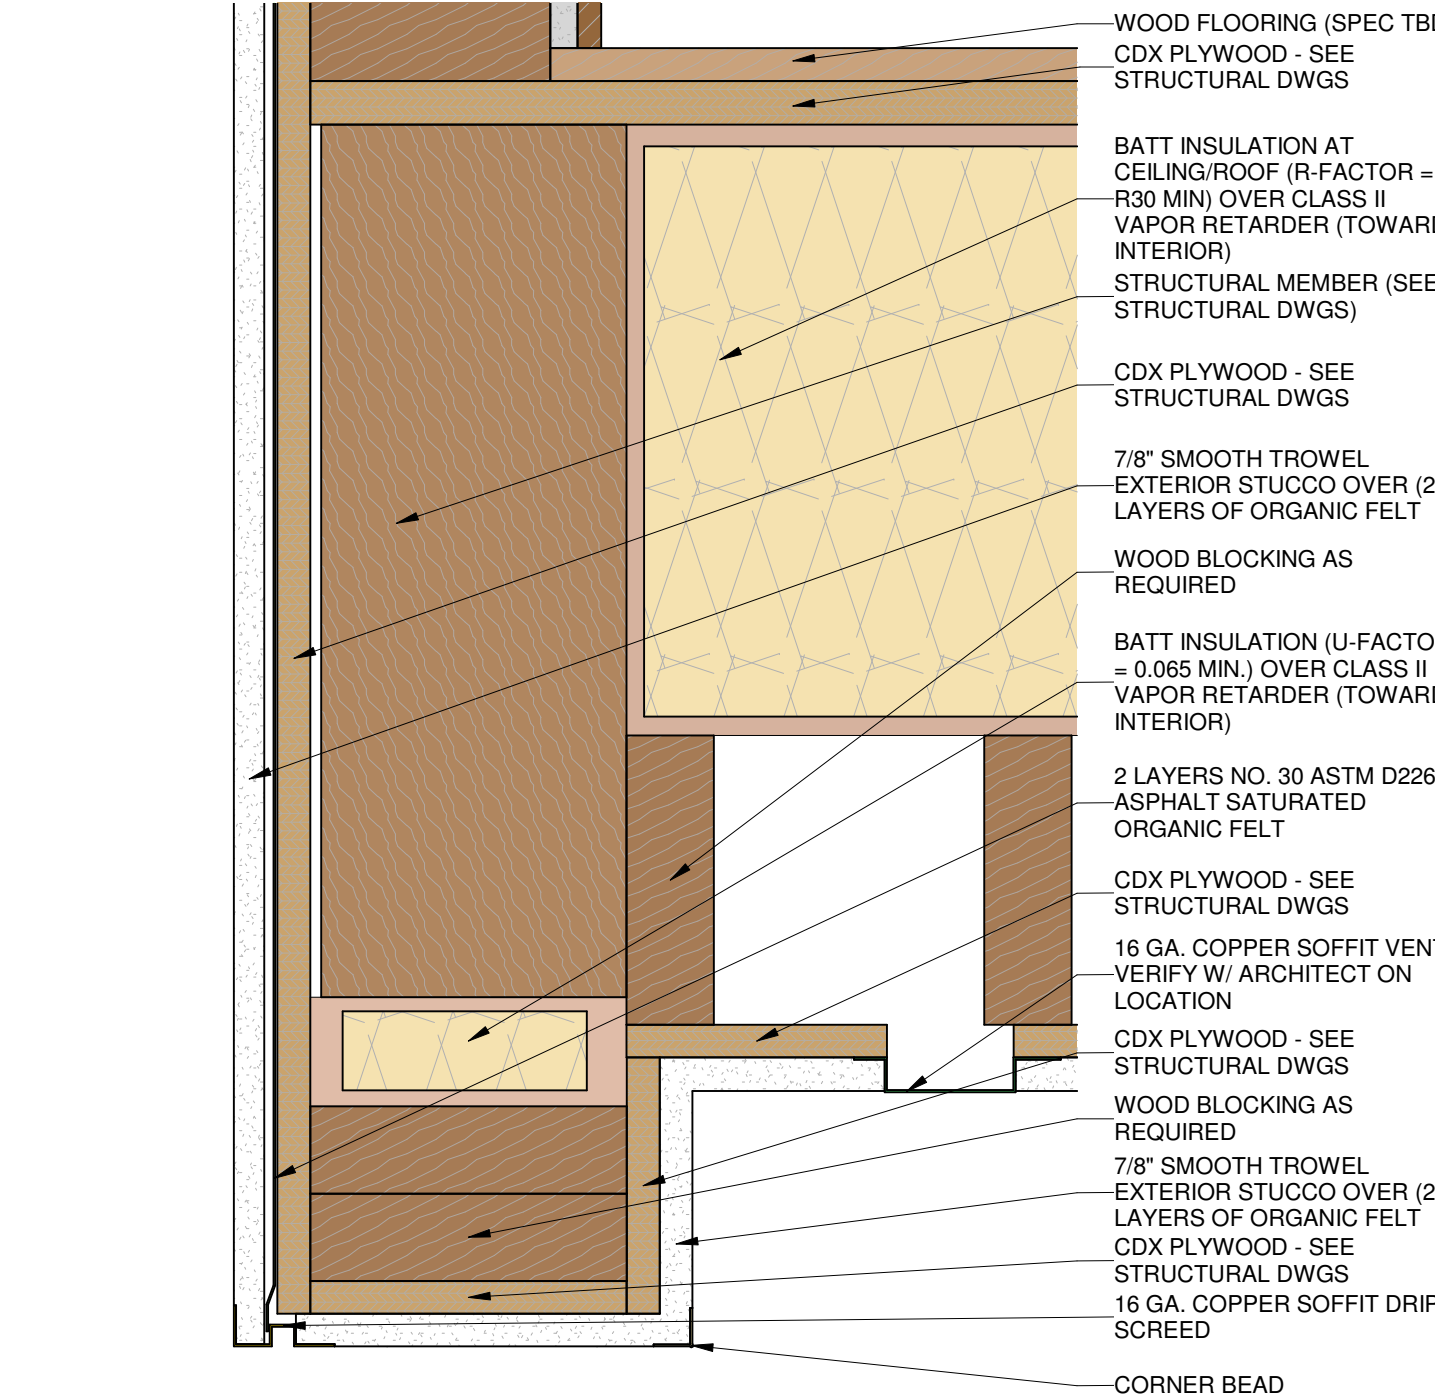 WOOD FLOORING (SPEC TBD
CDX PLYWOOD - SEE
STRUCTURAL DWGS
BATT INSULATION AT
CEILING/ROOF (R-FACTOR =
R30 MIN) OVER CLASS II
VAPOR RETARDER (TOWARD
INTERIOR)
STRUCTURAL MEMBER (SEE
STRUCTURAL DWGS)
CDX PLYWOOD - SEE
STRUCTURAL DWGS
7/8" SMOOTH TROWEL
EXTERIOR STUCCO OVER (2
LAYERS OF ORGANIC FELT
WOOD BLOCKING AS
REQUIRED
BATT INSULATION (U-FACTO
= 0.065 MIN.) OVER CLASS II
VAPOR RETARDER (TOWARD
INTERIOR)
2 LAYERS NO. 30 ASTM D226
ASPHALT SATURATED
ORGANIC FELT
CDX PLYWOOD - SEE
STRUCTURAL DWGS
16 GA. COPPER SOFFIT VENT
VERIFY W/ ARCHITECT ON
LOCATION
CDX PLYWOOD - SEE
STRUCTURAL DWGS
WOOD BLOCKING AS
REQUIRED
7/8" SMOOTH TROWEL
EXTERIOR STUCCO OVER (2
LAYERS OF ORGANIC FELT
CDX PLYWOOD - SEE
STRUCTURAL DWGS
16 GA. COPPER SOFFIT DRIP
SCREED
CORNER BEAD